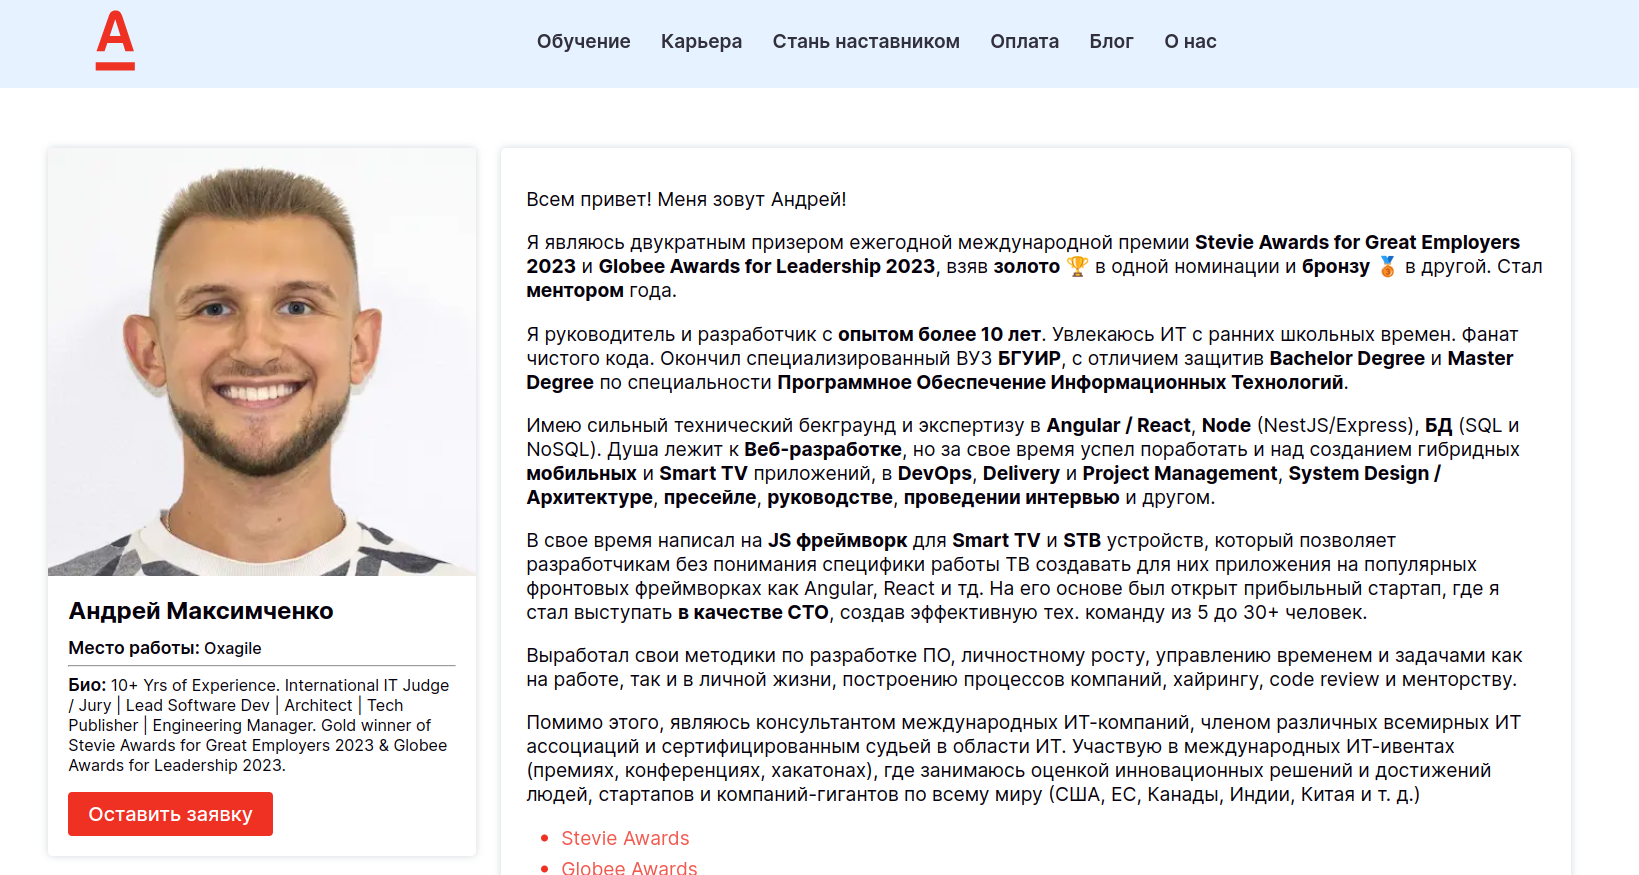 А
Обучение Карьера Стань наставником Оплата Блог О нас
Андрей Максимченко
Место работы: Oxagile
Био: 10+ Yrs of Experience. International IT Judge
/ Jury | Lead Software Dev | Architect | Tech
Publisher | Engineering Manager. Gold winner of
Stevie Awards for Great Employers 2023 & Globee
Awards for Leadership 2023.
Оставить заявку
Всем привет! Меня зовут Андрей!
Я являюсь двукратным призером ежегодной международной премии Stevie Awards for Great Employers
2023 и Globee Awards for Leadership 2023, взяв золото 🏆 в одной номинации и бронзу 🥉 в другой. Стал
ментором года.
Я руководитель и разработчик с опытом более 10 лет. Увлекаюсь ИТ с ранних школьных времен. Фанат
чистого кода. Окончил специализированный ВУЗ БГУИР, с отличием защитив Bachelor Degree и Master
Degree по специальности Программное Обеспечение Информационных Технологий.
Имею сильный технический бекграунд и экспертизу в Angular / React, Node (NestJS/Express), БД (SQL и
NoSQL). Душа лежит к Веб-разработке, но за свое время успел поработать и над созданием гибридных
мобильных и Smart TV приложений, в DevOps, Delivery и Project Management, System Design /
Архитектуре, пресейле, руководстве, проведении интервью и другом.
В свое время написал на JS фреймворк для Smart TV и STB устройств, который позволяет
разработчикам без понимания специфики работы ТВ создавать для них приложения на популярных
фронтовых фреймворках как Angular, React и тд. На его основе был открыт прибыльный стартап, где я
стал выступать в качестве CTO, создав эффективную тех. команду из 5 до 30+ человек.
Выработал свои методики по разработке ПО, личностному росту, управлению временем и задачами как
на работе, так и в личной жизни, построению процессов компаний, хайрингу, code review и менторству.
Помимо этого, являюсь консультантом международных ИТ-компаний, членом различных всемирных ИТ
ассоциаций и сертифицированным судьей в области ИТ. Участвую в международных ИТ-ивентах
(премиях, конференциях, хакатонах), где занимаюсь оценкой инновационных решений и достижений
людей, стартапов и компаний-гигантов по всему миру (США, ЕС, Канады, Индии, Китая и т. д.)
• Stevie Awards
• Globee Awards